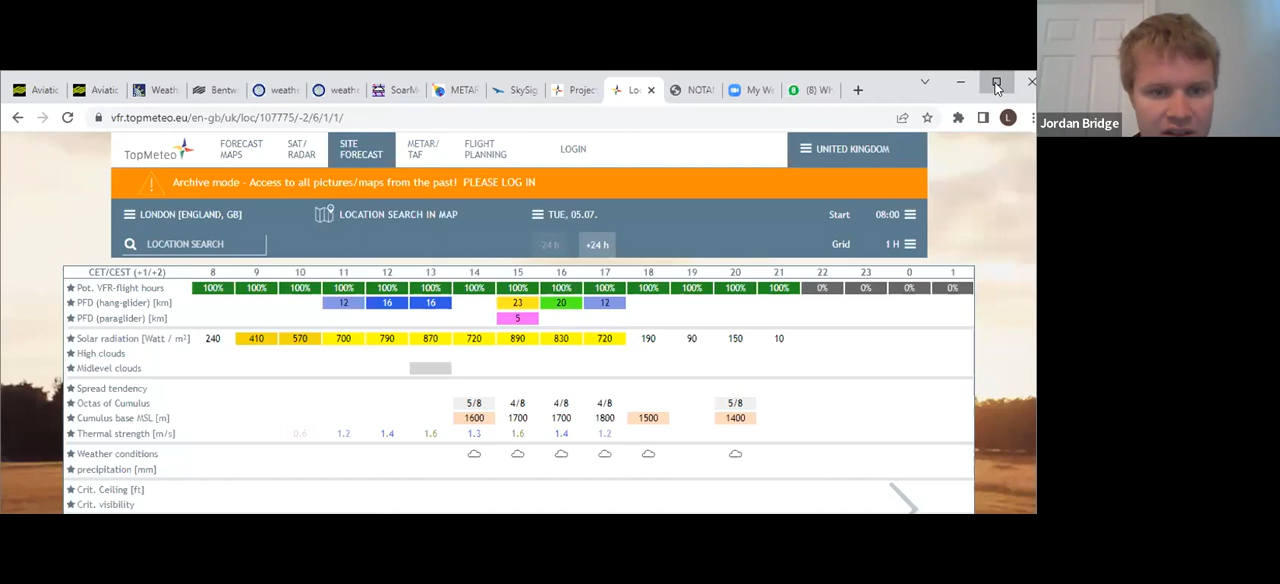 Aviatic
Aviatic
Weath
Bentw
weathe
weathe
SoarM
META
SkySig
Project
Lo
NOTA
My We
(8) Wh
vfr.topmeteo.eu/en-gb/uk/loc/107775/-2/6/1/1/
L
Jordan Bridge
TopMeteo
FORECAST MAPS
SAT/ RADAR
SITE FORECAST
METAR/ TAF
FLIGHT PLANNING
LOGIN
UNITED KINGDOM
Archive mode - Access to all pictures/maps from the past! PLEASE LOG IN
LONDON [ENGLAND, GB] LOCATION SEARCH IN MAP TUE, 05.07. Start 08:00
LOCATION SEARCH -24 h +24 h Grid 1 H
CET/CEST (+1/+2) 8 9 10 11 12 13 14 15 16 17 18 19 20 21 22 23 0 1
Pot. VFR-flight hours 100% 100% 100% 100% 100% 100% 100% 100% 100% 100% 100% 100% 100% 100% 0% 0% 0% 0%
PFD (hang-glider) [km] 12 16 16 23 20 12
PFD (paraglider) [km] 5
Solar radiation [Watt / m²] 240 410 570 700 790 870 720 890 830 720 190 90 150 10
High clouds
Midlevel clouds
Spread tendency
Octas of Cumulus 5/8 4/8 4/8 4/8 5/8
Cumulus base MSL [m] 1600 1700 1700 1800 1500 1400
Thermal strength [m/s] 0.6 1.2 1.4 1.6 1.3 1.6 1.4 1.2
Weather conditions
precipitation [mm]
Crit. Ceiling [ft]
Crit. visibility